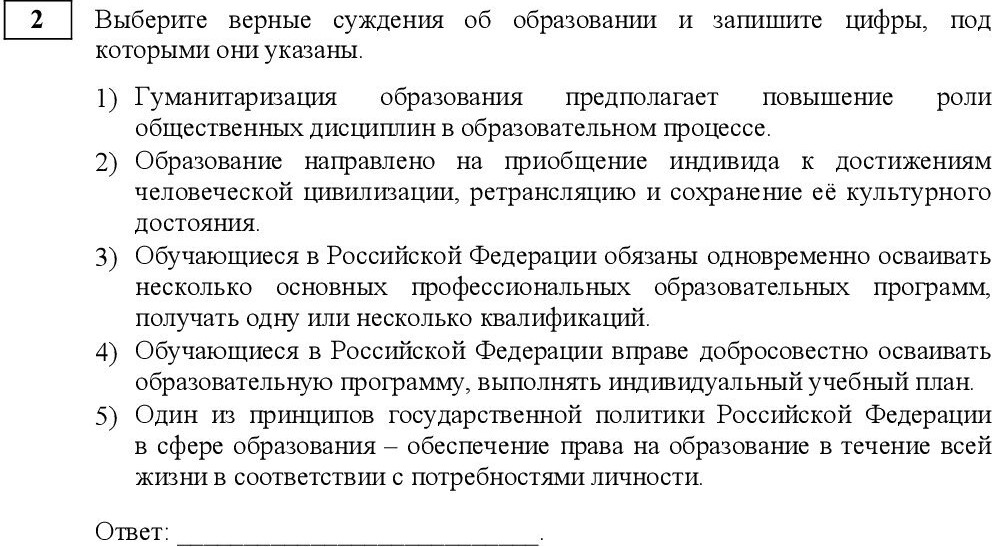 2 Выберите верные суждения об образовании и запишите цифры, под
которыми они указаны.
1) Гуманитаризация образования предполагает повышение роли
общественных дисциплин в образовательном процессе.
2) Образование направлено на приобщение индивида к достижениям
человеческой цивилизации, ретрансляцию и сохранение её культурного
достояния.
3) Обучающиеся в Российской Федерации обязаны одновременно осваивать
несколько основных профессиональных образовательных программ,
получать одну или несколько квалификаций.
4) Обучающиеся в Российской Федерации вправе добросовестно осваивать
образовательную программу, выполнять индивидуальный учебный план.
5) Один из принципов государственной политики Российской Федерации
в сфере образования – обеспечение права на образование в течение всей
жизни в соответствии с потребностями личности.
Ответ: ___________________________.